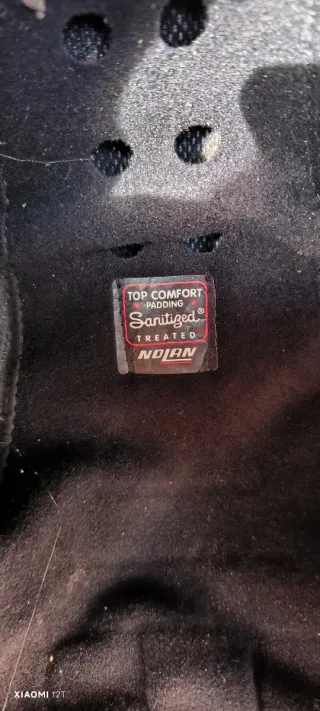 TOP COMFORT
PADDING
Sanitized®
TREATED
NOLAN
XIAOMI 12T